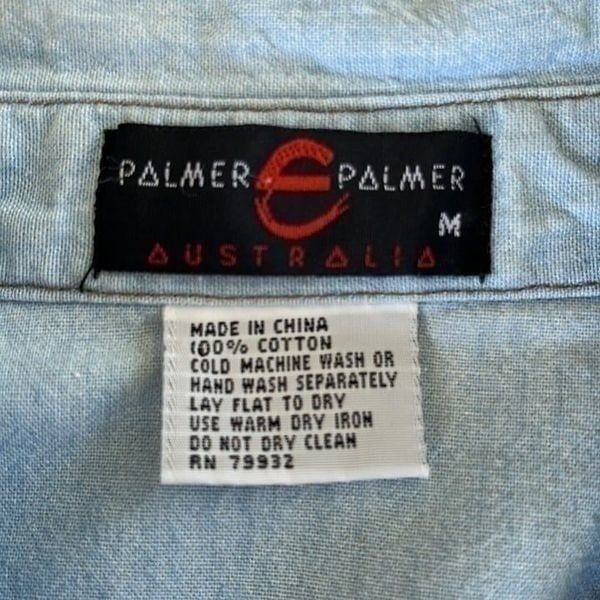 PALMER E PALMER
M
AUSTRALIA
MADE IN CHINA
100% COTTON
COLD MACHINE WASH OR
HAND WASH SEPARATELY
LAY FLAT TO DRY
USE WARM DRY IRON
DO NOT DRY CLEAN
RN 79932